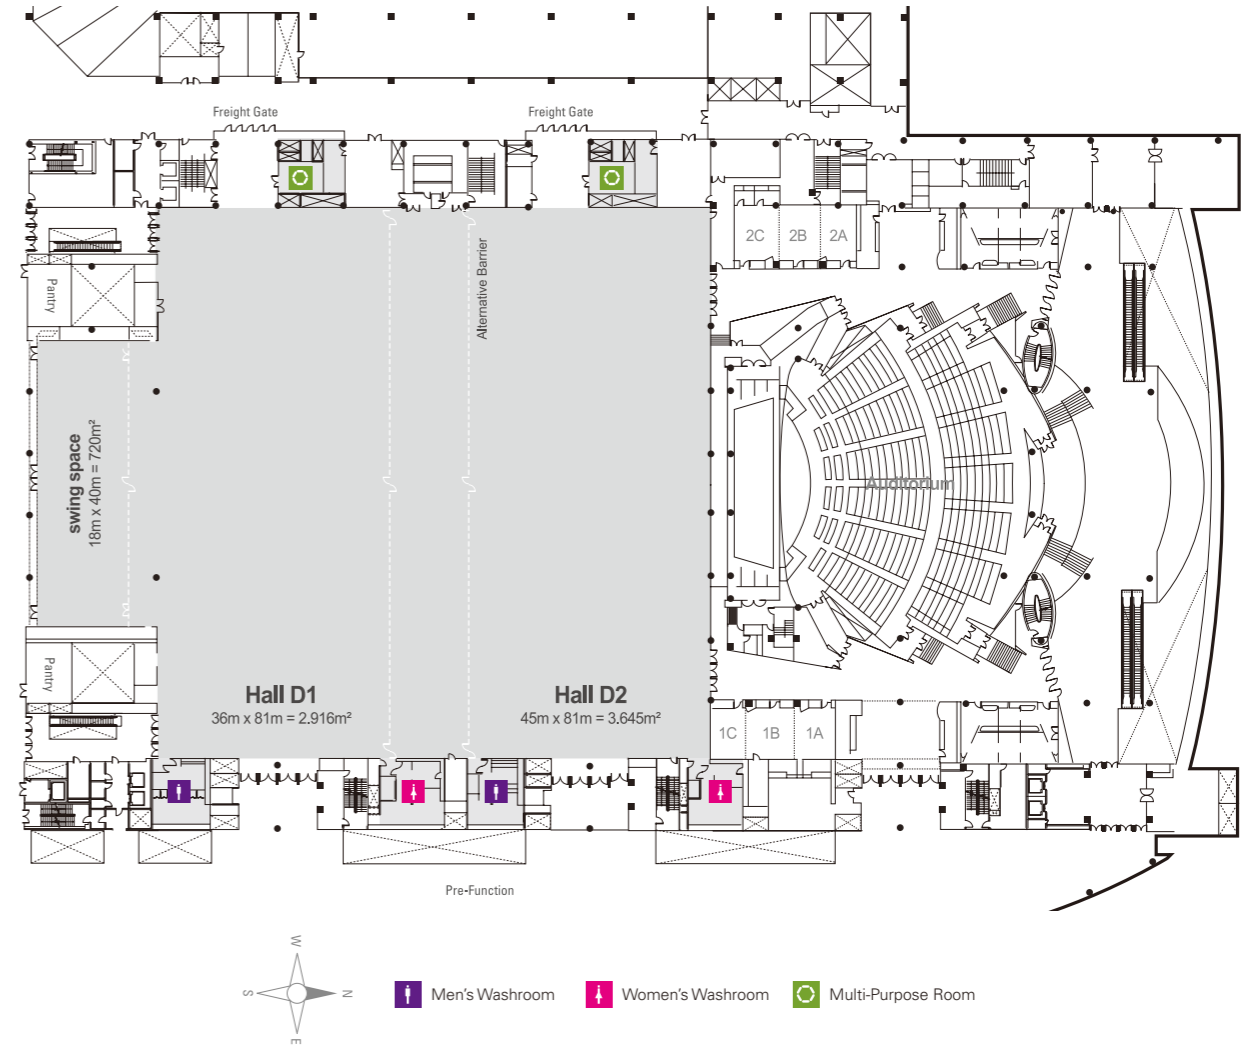 Freight Gate
Freight Gate
2C
2B
2A
Alternative Barrier
Pantry
swing space
18m x 40m = 720m²
Auditorium
Pantry
Hall D1
36m x 81m = 2.916m²
Hall D2
45m x 81m = 3.645m²
1C
1B
1A
Pre-Function
W
S
N
E
Men's Washroom
Women's Washroom
Multi-Purpose Room